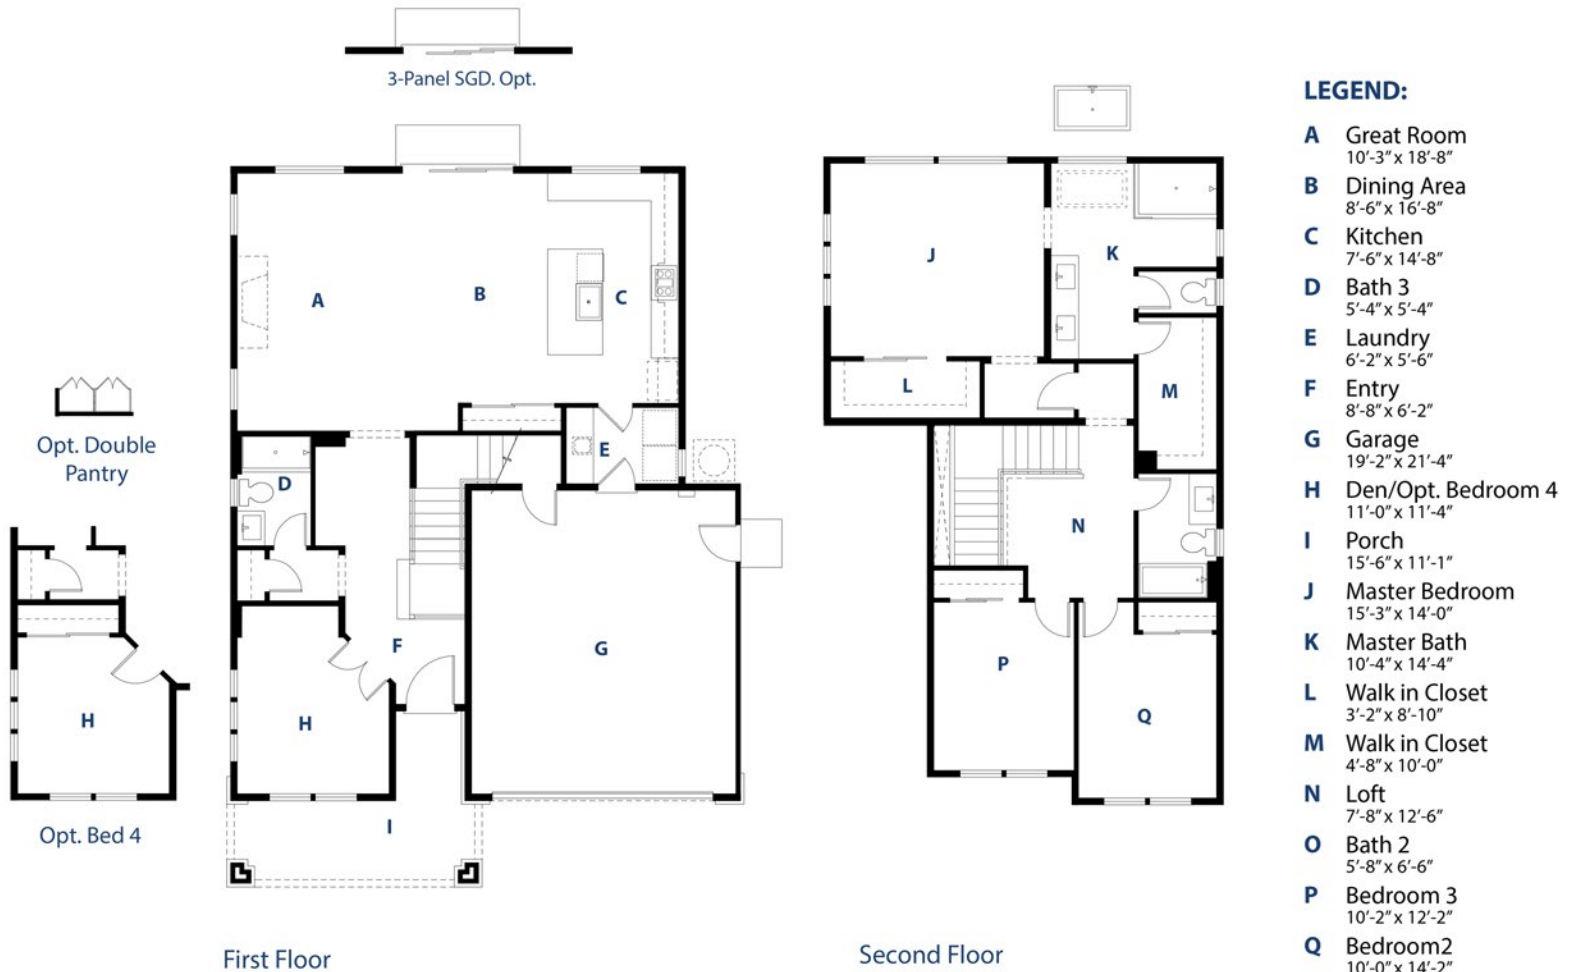 3-Panel SGD. Opt.
A
B
C
D
E
F
G
H
I
Opt. Double
Pantry
H
Opt. Bed 4
First Floor
J
K
L
M
N
P
Q
Second Floor
LEGEND:
A Great Room
10'-3" x 18'-8"
B Dining Area
8'-6" x 16'-8"
C Kitchen
7'-6" x 14'-8"
D Bath 3
5'-4" x 5'-4"
E Laundry
6'-2" x 5'-6"
F Entry
8'-8" x 6'-2"
G Garage
19'-2" x 21'-4"
H Den/Opt. Bedroom 4
11'-0" x 11'-4"
I Porch
15'-6" x 11'-1"
J Master Bedroom
15'-3" x 14'-0"
K Master Bath
10'-4" x 14'-4"
L Walk in Closet
3'-2" x 8'-10"
M Walk in Closet
4'-8" x 10'-0"
N Loft
7'-8" x 12'-6"
O Bath 2
5'-8" x 6'-6"
P Bedroom 3
10'-2" x 12'-2"
Q Bedroom2
10'-0" x 14'-2"